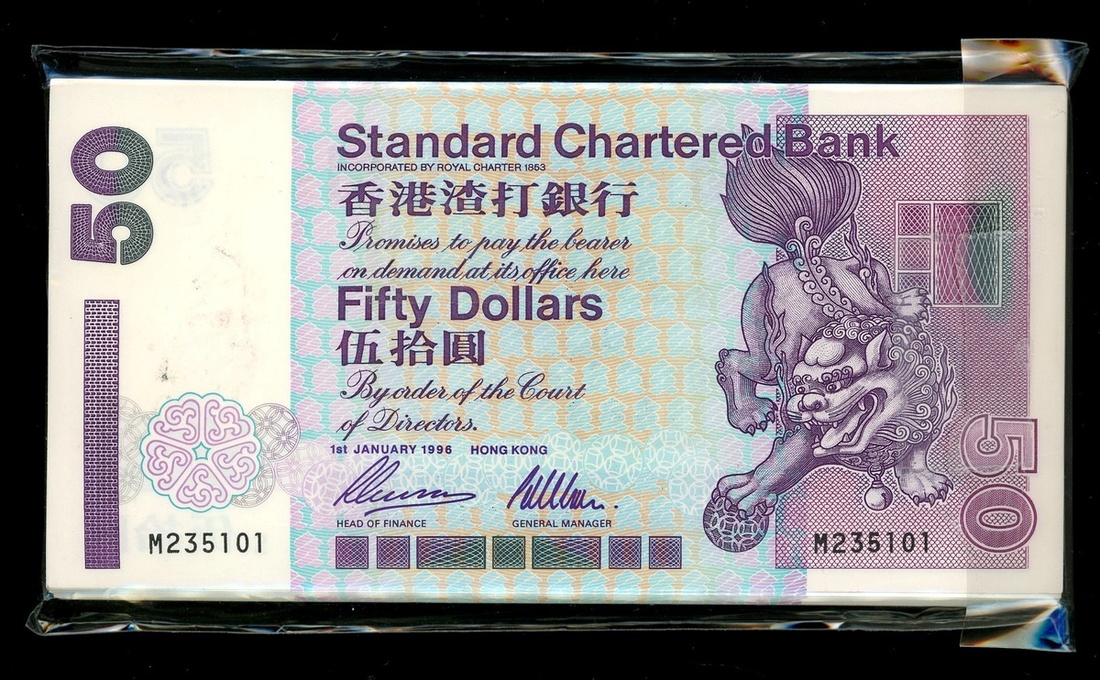 50
Standard Chartered Bank
INCORPORATED BY ROYAL CHARTER 1853
香港渣打銀行
Promises to pay the bearer
on demand at its office here
Fifty Dollars
伍拾圓
By order of the Court
of Directors.
1st JANUARY 1996 HONG KONG
HEAD OF FINANCE GENERAL MANAGER
M235101 M235101
50